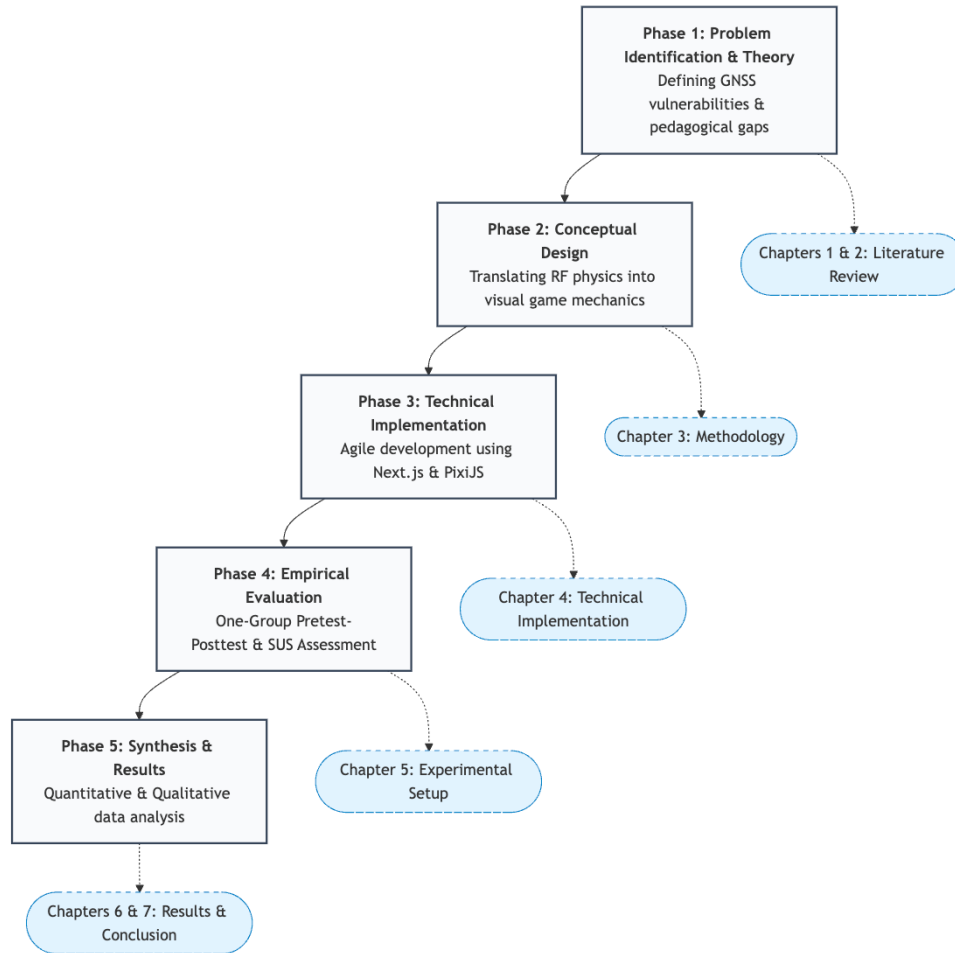 Phase 1: Problem
Identification & Theory
Defining GNSS
vulnerabilities &
pedagogical gaps
Chapters 1 & 2: Literature
Review
Phase 2: Conceptual
Design
Translating RF physics into
visual game mechanics
Chapter 3: Methodology
Phase 3: Technical
Implementation
Agile development using
Next.js & PixiJS
Chapter 4: Technical
Implementation
Phase 4: Empirical
Evaluation
One-Group Pretest-
Posttest & SUS Assessment
Chapter 5: Experimental
Setup
Phase 5: Synthesis &
Results
Quantitative & Qualitative
data analysis
Chapters 6 & 7: Results &
Conclusion